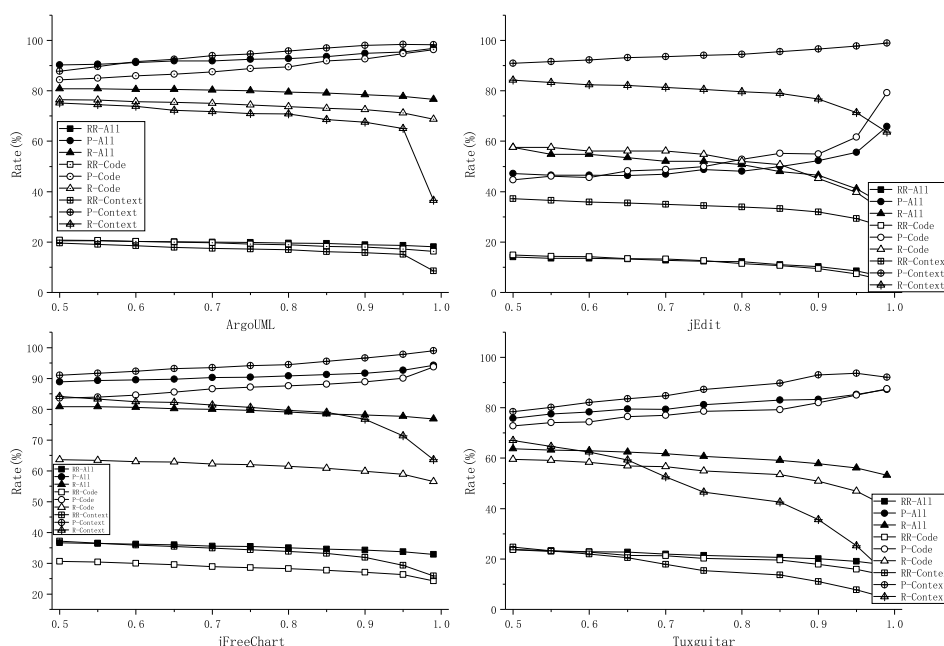 100
80
60
40
20
0
Rate(%)
RR-All
P-All
R-All
RR-Code
P-Code
R-Code
RR-Context
P-Context
R-Context
0.5 0.6 0.7 0.8 0.9 1.0
ArgoUML
100
80
60
40
20
0
Rate(%)
RR-All
P-All
R-All
RR-Code
P-Code
R-Code
RR-Context
P-Context
R-Context
0.5 0.6 0.7 0.8 0.9 1.0
jEdit
100
90
80
70
60
50
40
30
20
Rate(%)
RR-All
P-All
R-All
RR-Code
P-Code
R-Code
RR-Context
P-Context
R-Context
0.5 0.6 0.7 0.8 0.9 1.0
jFreeChart
100
80
60
40
20
0
Rate(%)
RR-All
P-All
R-All
RR-Code
P-Code
R-Code
RR-Context
P-Context
R-Context
0.5 0.6 0.7 0.8 0.9 1.0
Tuxguitar